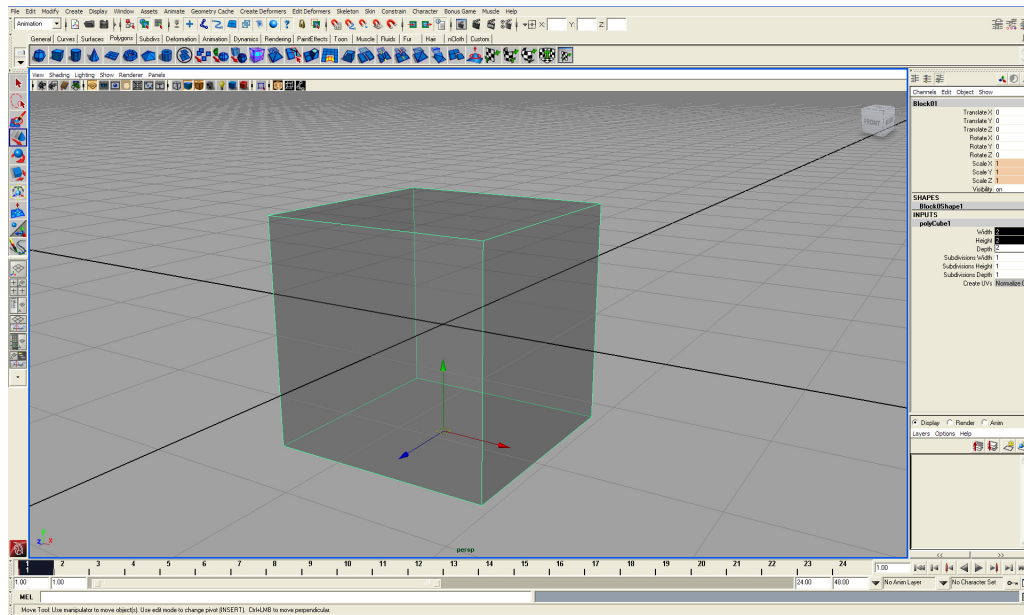 File Edit Modify Create Display Window Assets Animate Geometry Cache Create Deformers Edit Deformers Skeleton Skin Constrain Character Bonus Game Muscle Help
Animation X: Y: Z:
General Curves Surfaces Polygons Subdivs Deformation Animation Dynamics Rendering PaintEffects Toon Muscle Fluids Fur Hair nCloth Custom
View Shading Lighting Show Renderer Panels
Channels Edit Object Show
Block01
Translate X 0
Translate Y 0
Translate Z 0
Rotate X 0
Rotate Y 0
Rotate Z 0
Scale X 1
Scale Y 1
Scale Z 1
Visibility on
SHAPES
Block0Shape1
INPUTS
polyCube1
Width 2
Height 2
Depth 2
Subdivisions Width 1
Subdivisions Height 1
Subdivisions Depth 1
Create UVs Normalize
FRONT
Display Render Anim
Layers Options Help
<< >>
persp
Z X
1 2 3 4 5 6 7 8 9 10 11 12 13 14 15 16 17 18 19 20 21 22 23 24 1.00
1
1.00 1.00 24.00 48.00 No Anim Layer No Character Set
MEL
Move Tool: Use manipulator to move object(s). Use edit mode to change pivot (INSERT). Ctrl+LMB to move perpendicular.